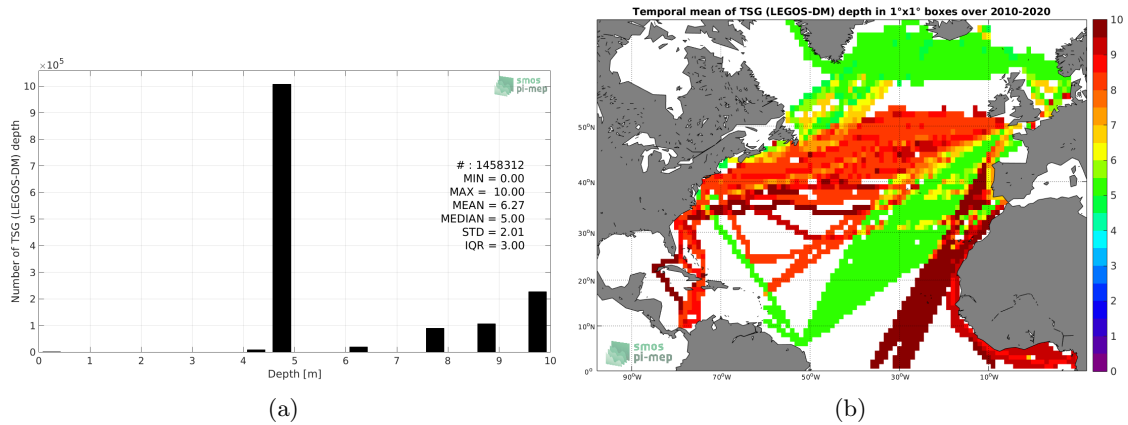 ×10⁵
10
9
8
7
6
5
4
3
2
1
0
Number of TSG (LEGOS-DM) depth
smos
pi-mep
# : 1458312
MIN = 0.00
MAX = 10.00
MEAN = 6.27
MEDIAN = 5.00
STD = 2.01
IQR = 3.00
0 1 2 3 4 5 6 7 8 9 10
Depth [m]
(a)
Temporal mean of TSG (LEGOS-DM) depth in 1°x1° boxes over 2010-2020
50°N
40°N
30°N
20°N
10°N
0°
90°W 70°W 50°W 30°W 10°W
smos
pi-mep
10
9
8
7
6
5
4
3
2
1
0
(b)